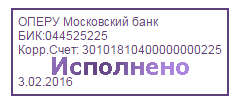 ОПЕРУ Московский банк
БИК:044525225
Корр.Счет: 30101810400000000225
Исполнено
3.02.2016